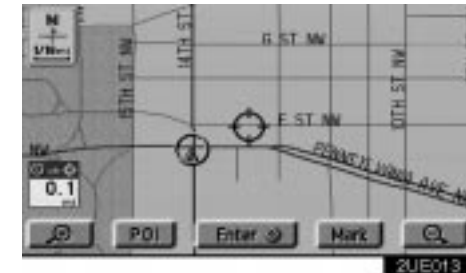 N
1/8mi
14TH ST
G ST NW
15TH ST NW
10TH ST NW
E ST NW
NW
PENNSYLVANIA AVE N
0.1
mi
POI
Enter
Mark
2UE013